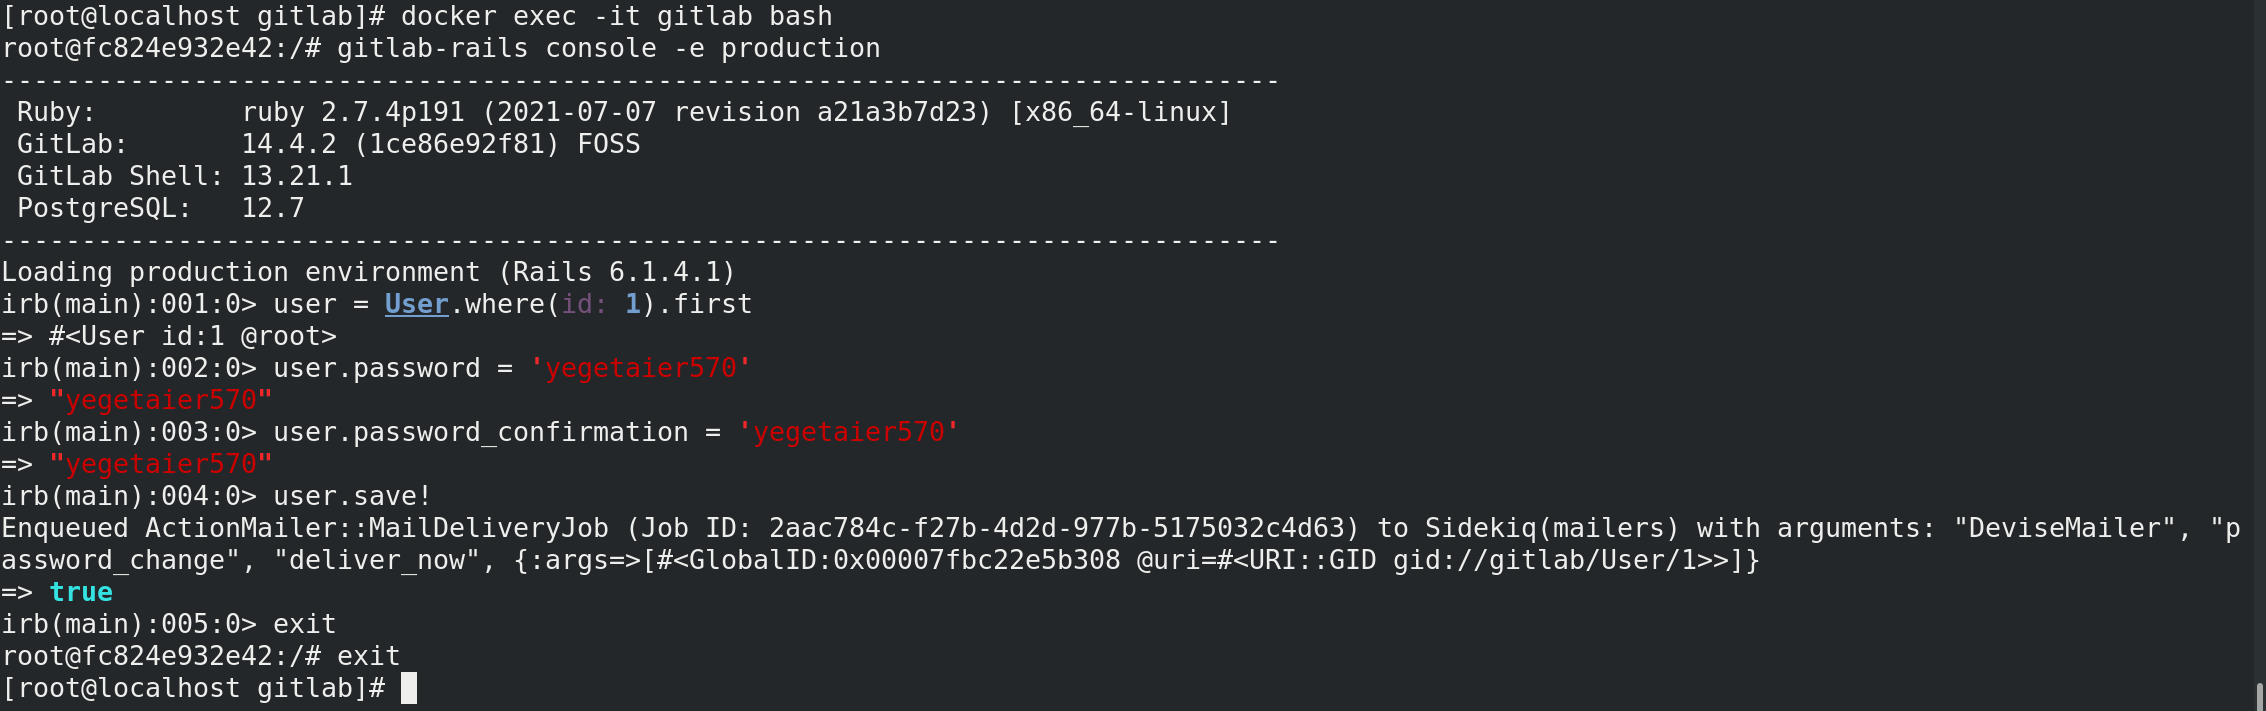 [root@localhost gitlab]# docker exec -it gitlab bash
root@fc824e932e42:/# gitlab-rails console -e production
--------------------------------------------------------------------------------
 Ruby:         ruby 2.7.4p191 (2021-07-07 revision a21a3b7d23) [x86_64-linux]
 GitLab:       14.4.2 (1ce86e92f81) FOSS
 GitLab Shell: 13.21.1
 PostgreSQL:   12.7
--------------------------------------------------------------------------------
Loading production environment (Rails 6.1.4.1)
irb(main):001:0> user = User.where(id: 1).first
=> #<User id:1 @root>
irb(main):002:0> user.password = 'yegetaier570'
=> "yegetaier570"
irb(main):003:0> user.password_confirmation = 'yegetaier570'
=> "yegetaier570"
irb(main):004:0> user.save!
Enqueued ActionMailer::MailDeliveryJob (Job ID: 2aac784c-f27b-4d2d-977b-5175032c4d63) to Sidekiq(mailers) with arguments: "DeviseMailer", "p
assword_change", "deliver_now", {:args=>[#<GlobalID:0x00007fbc22e5b308 @uri=#<URI::GID gid://gitlab/User/1>>]}
=> true
irb(main):005:0> exit
root@fc824e932e42:/# exit
[root@localhost gitlab]#